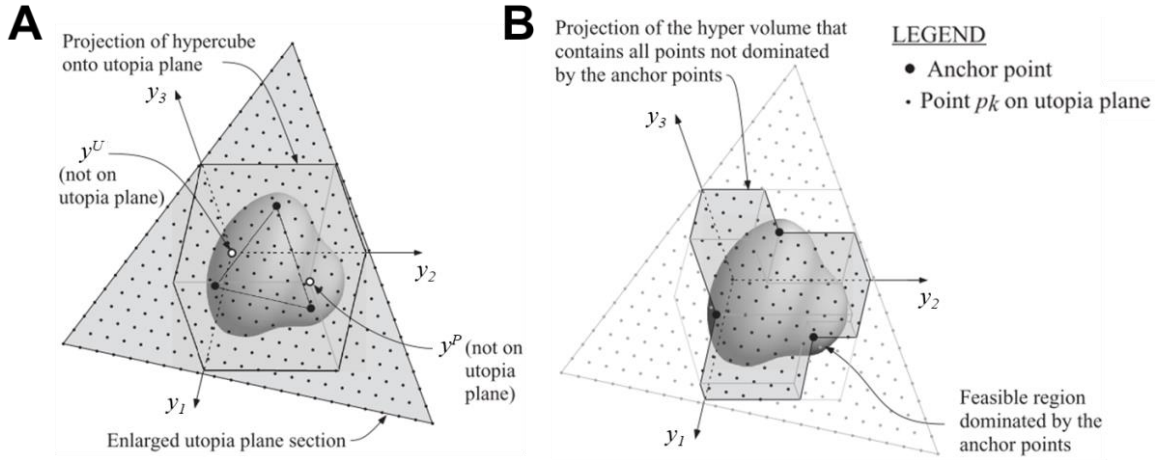 A
Projection of hypercube
onto utopia plane
y3
yU
(not on
utopia plane)
y2
yP (not on
utopia
plane)
y1
Enlarged utopia plane section
B
Projection of the hyper volume that
contains all points not dominated
by the anchor points
y3
y2
y1
Feasible region
dominated by the
anchor points
LEGEND
Anchor point
Point pk on utopia plane